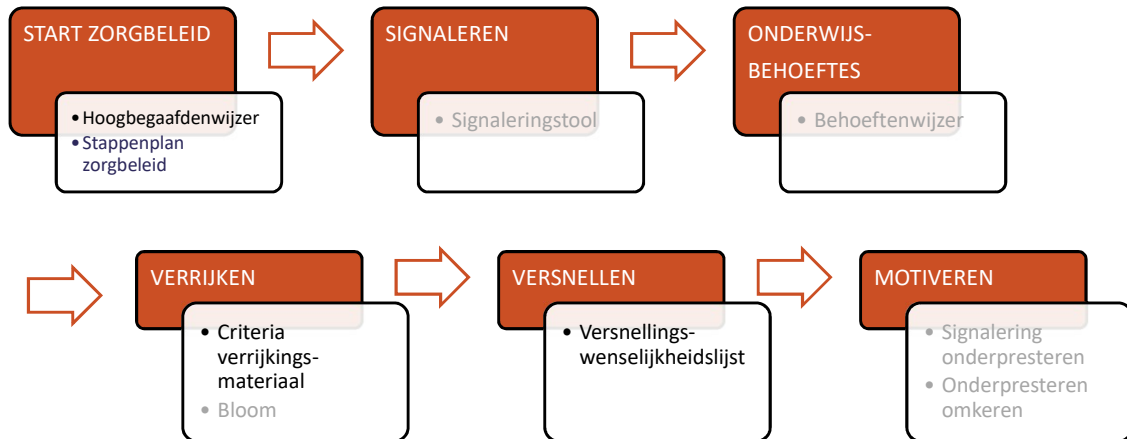 START ZORGBELEID
• Hoogbegaafdenwijzer
• Stappenplan
zorgbeleid
SIGNALEREN
• Signaleringstool
ONDERWIJS-
BEHOEFTES
• Behoeftenwijzer
VERRIJKEN
• Criteria
verrijkings-
materiaal
• Bloom
VERSNELLEN
• Versnellings-
wenselijkheidslijst
MOTIVEREN
• Signalering
onderpresteren
• Onderpresteren
omkeren